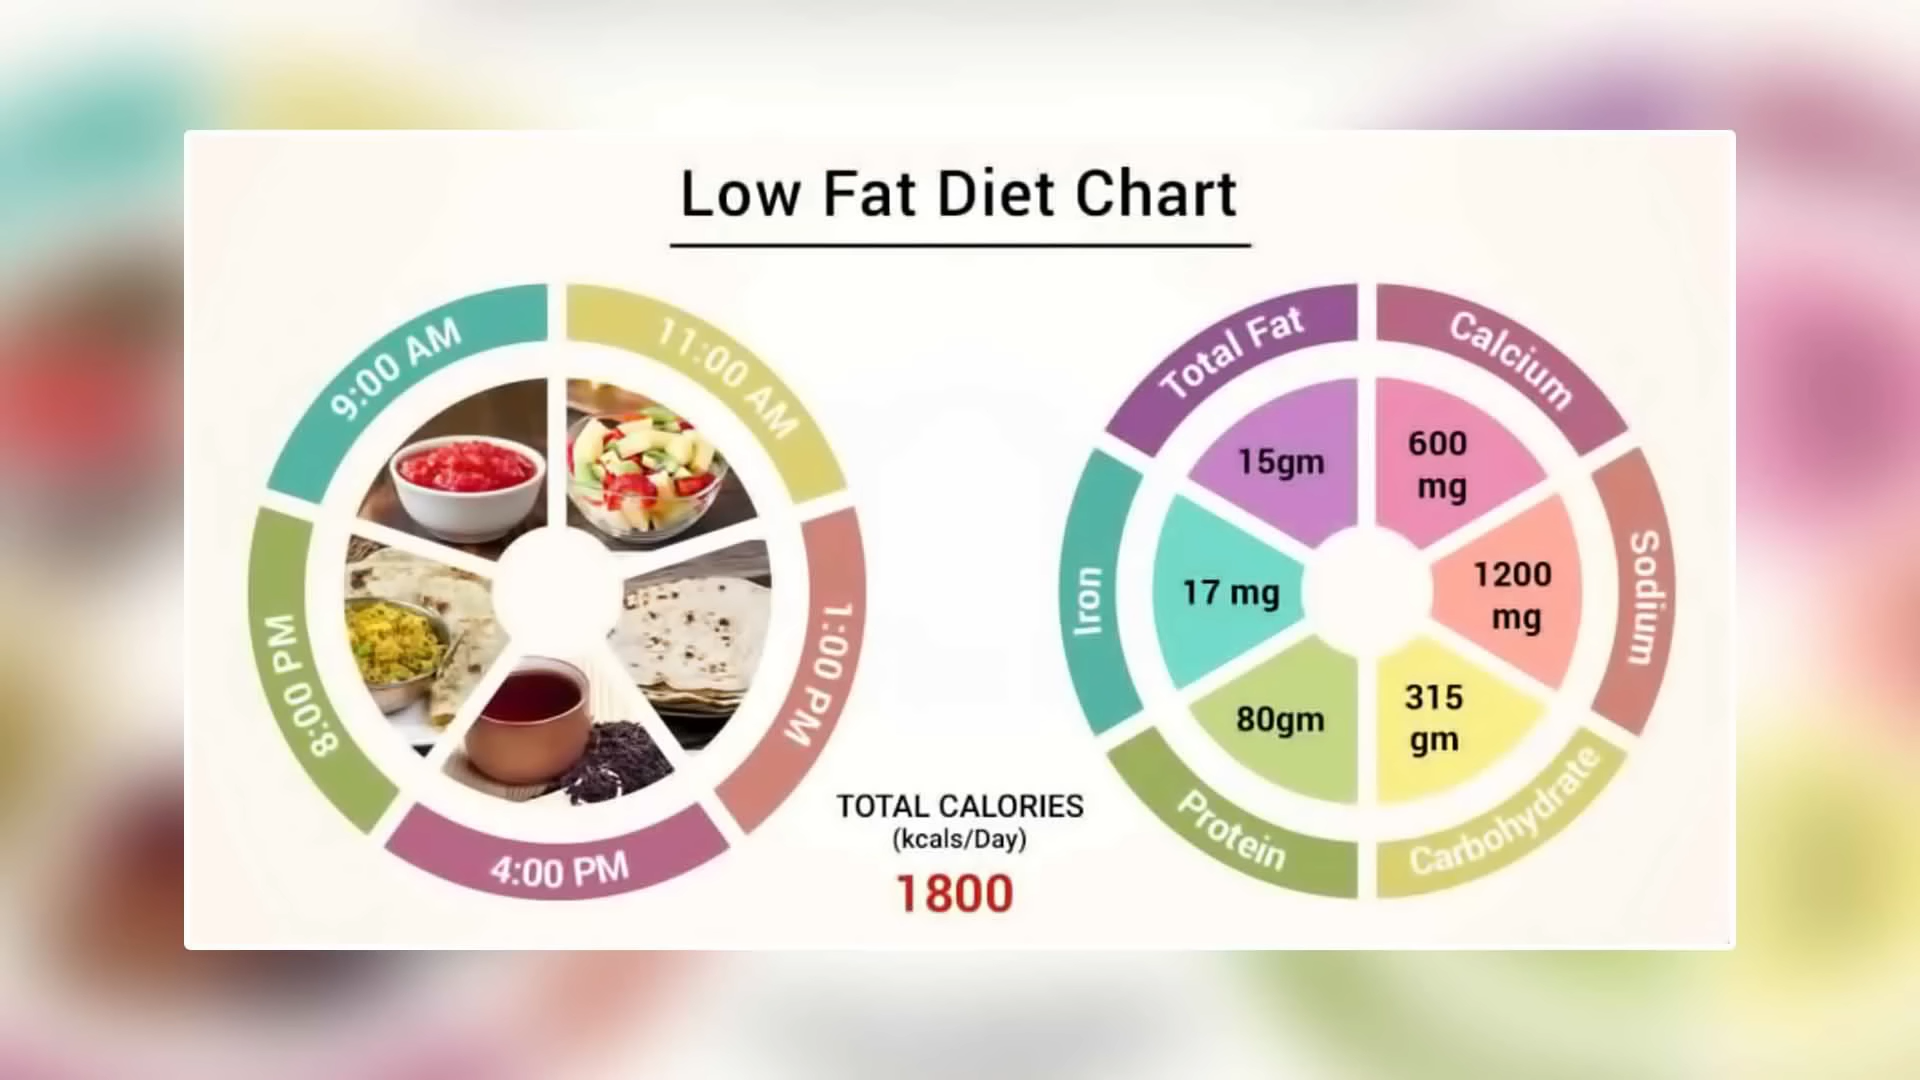 Low Fat Diet Chart
9:00 AM
11:00 AM
1:00 PM
4:00 PM
8:00 PM
TOTAL CALORIES
(kcals/Day)
1800
Total Fat
15gm
Calcium
600
mg
Sodium
1200
mg
Carbohydrate
315
gm
Protein
80gm
Iron
17 mg